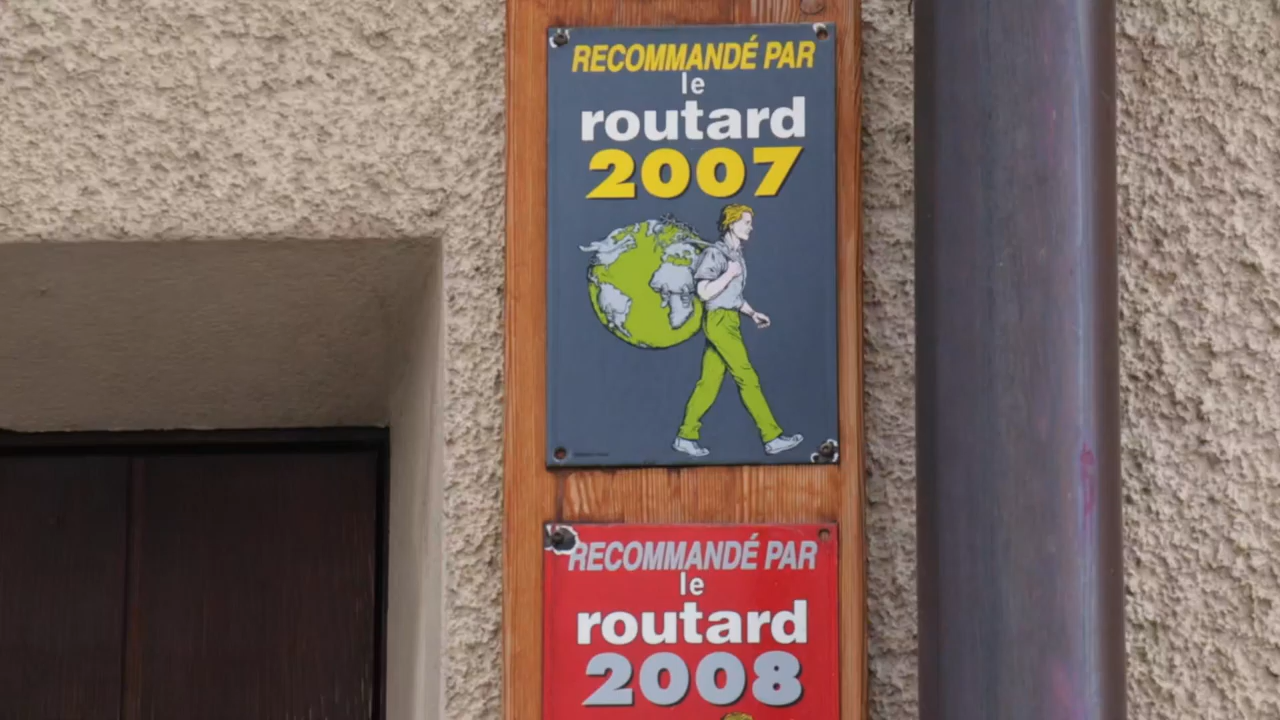 RECOMMANDÉ PAR
le
routard
2007
RECOMMANDÉ PAR
le
routard
2008